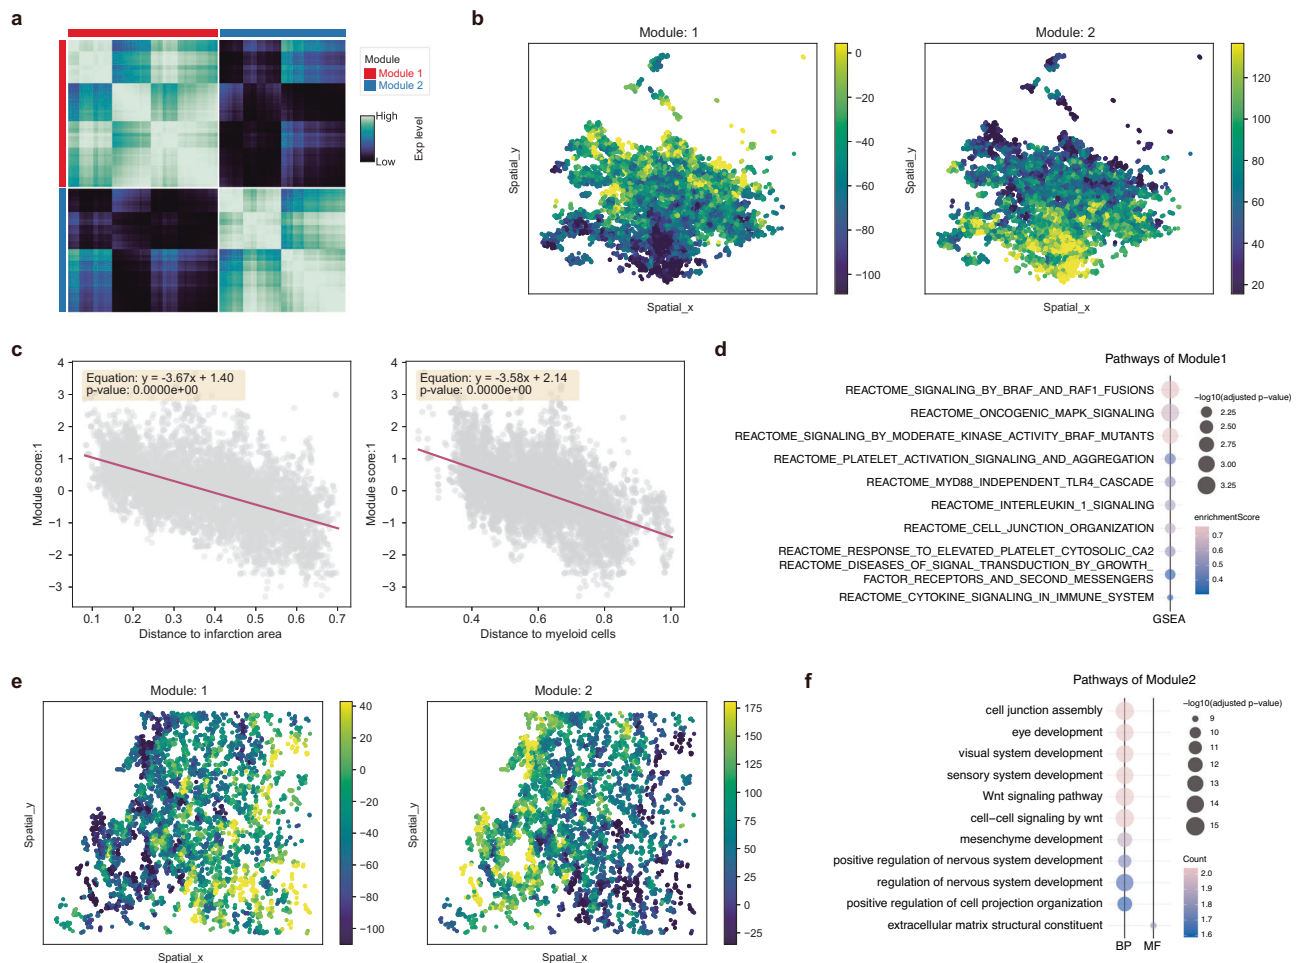 a
Module
Module 1
Module 2
High
Low
Exp level
b
Module: 1
Spatial_y
Spatial_x
0
−20
−40
−60
−80
−100
Module: 2
Spatial_y
Spatial_x
120
100
80
60
40
20
c
Equation: y = -3.67x + 1.40
p-value: 0.0000e+00
Module score:1
4
3
2
1
0
−1
−2
−3
0.1 0.2 0.3 0.4 0.5 0.6 0.7
Distance to infarction area
Equation: y = -3.58x + 2.14
p-value: 0.0000e+00
Module score:1
4
3
2
1
0
−1
−2
−3
0.4 0.6 0.8 1.0
Distance to myeloid cells
d
Pathways of Module1
REACTOME_SIGNALING_BY_BRAF_AND_RAF1_FUSIONS
REACTOME_ONCOGENIC_MAPK_SIGNALING
REACTOME_SIGNALING_BY_MODERATE_KINASE_ACTIVITY_BRAF_MUTANTS
REACTOME_PLATELET_ACTIVATION_SIGNALING_AND_AGGREGATION
REACTOME_MYD88_INDEPENDENT_TLR4_CASCADE
REACTOME_INTERLEUKIN_1_SIGNALING
REACTOME_CELL_JUNCTION_ORGANIZATION
REACTOME_RESPONSE_TO_ELEVATED_PLATELET_CYTOSOLIC_CA2
REACTOME_DISEASES_OF_SIGNAL_TRANSDUCTION_BY_GROWTH_
FACTOR_RECEPTORS_AND_SECOND_MESSENGERS
REACTOME_CYTOKINE_SIGNALING_IN_IMMUNE_SYSTEM
GSEA
−log10(adjusted p−value)
2.25
2.50
2.75
3.00
3.25
enrichmentScore
0.7
0.6
0.5
0.4
e
Module: 1
Spatial_y
Spatial_x
40
20
0
−20
−40
−60
−80
−100
Module: 2
Spatial_y
Spatial_x
175
150
125
100
75
50
25
0
−25
f
Pathways of Module2
cell junction assembly
eye development
visual system development
sensory system development
Wnt signaling pathway
cell−cell signaling by wnt
mesenchyme development
positive regulation of nervous system development
regulation of nervous system development
positive regulation of cell projection organization
extracellular matrix structural constituent
BP MF
−log10(adjusted p−value)
9
10
11
12
13
14
15
Count
2.0
1.9
1.8
1.7
1.6